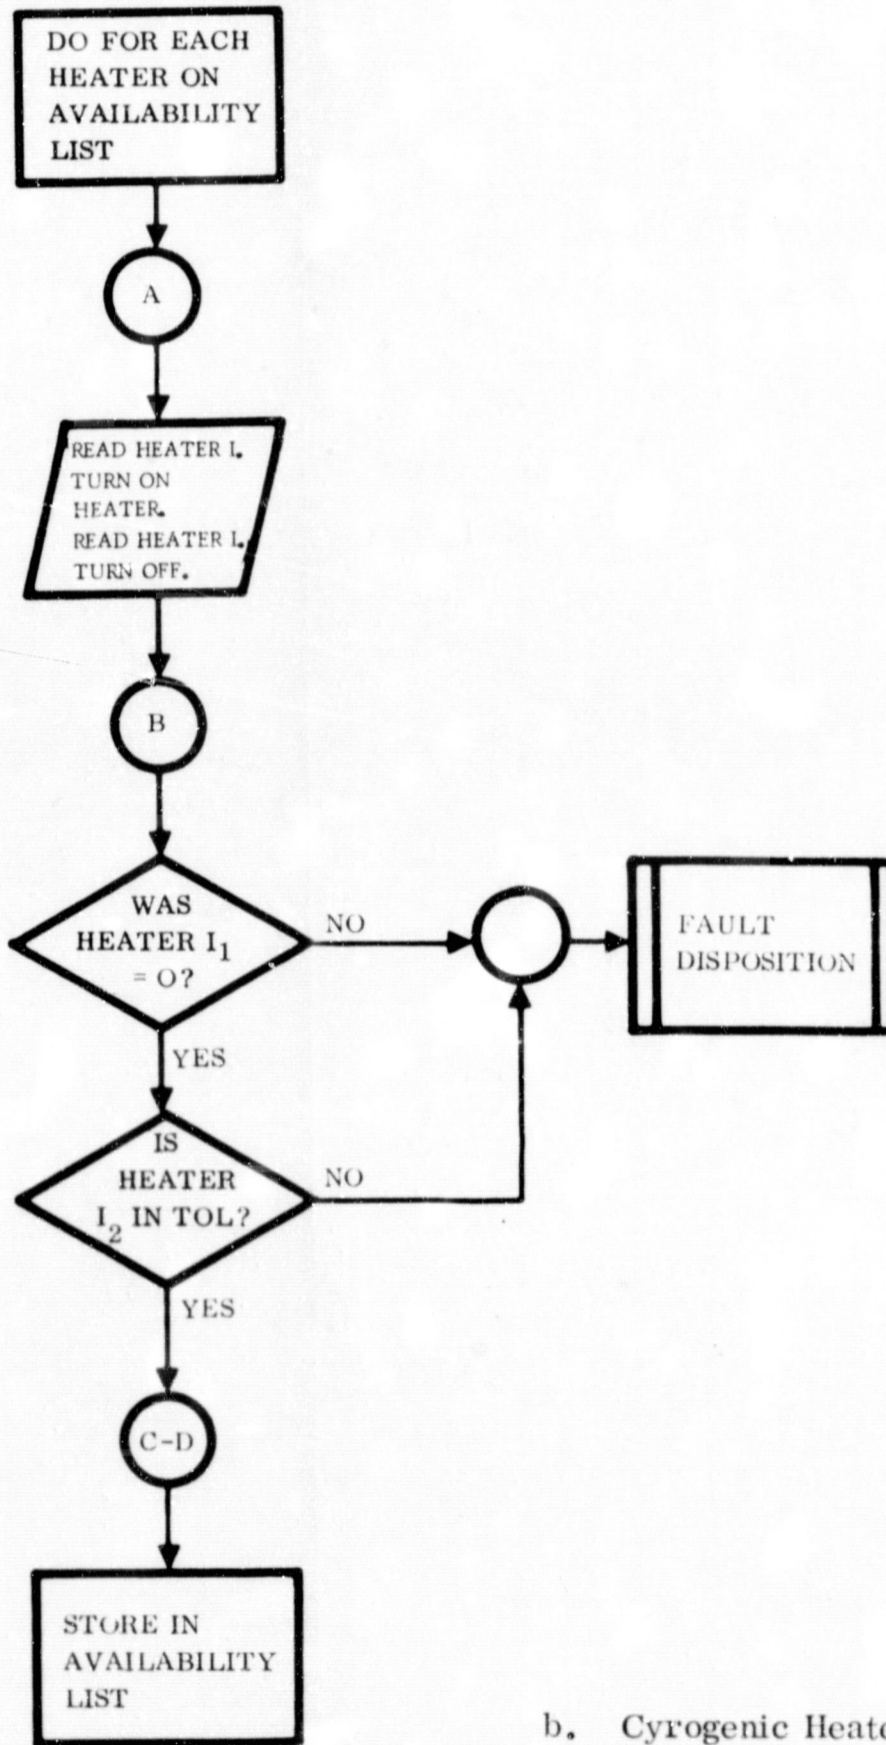 DO FOR EACH
HEATER ON
AVAILABILITY
LIST
A
READ HEATER I.
TURN ON
HEATER.
READ HEATER I.
TURN OFF.
B
WAS
HEATER I₁
= O?
NO
FAULT
DISPOSITION
YES
IS
HEATER
I₂ IN TOL?
NO
YES
C-D
STORE IN
AVAILABILITY
LIST
b. Cyrogenic Heate